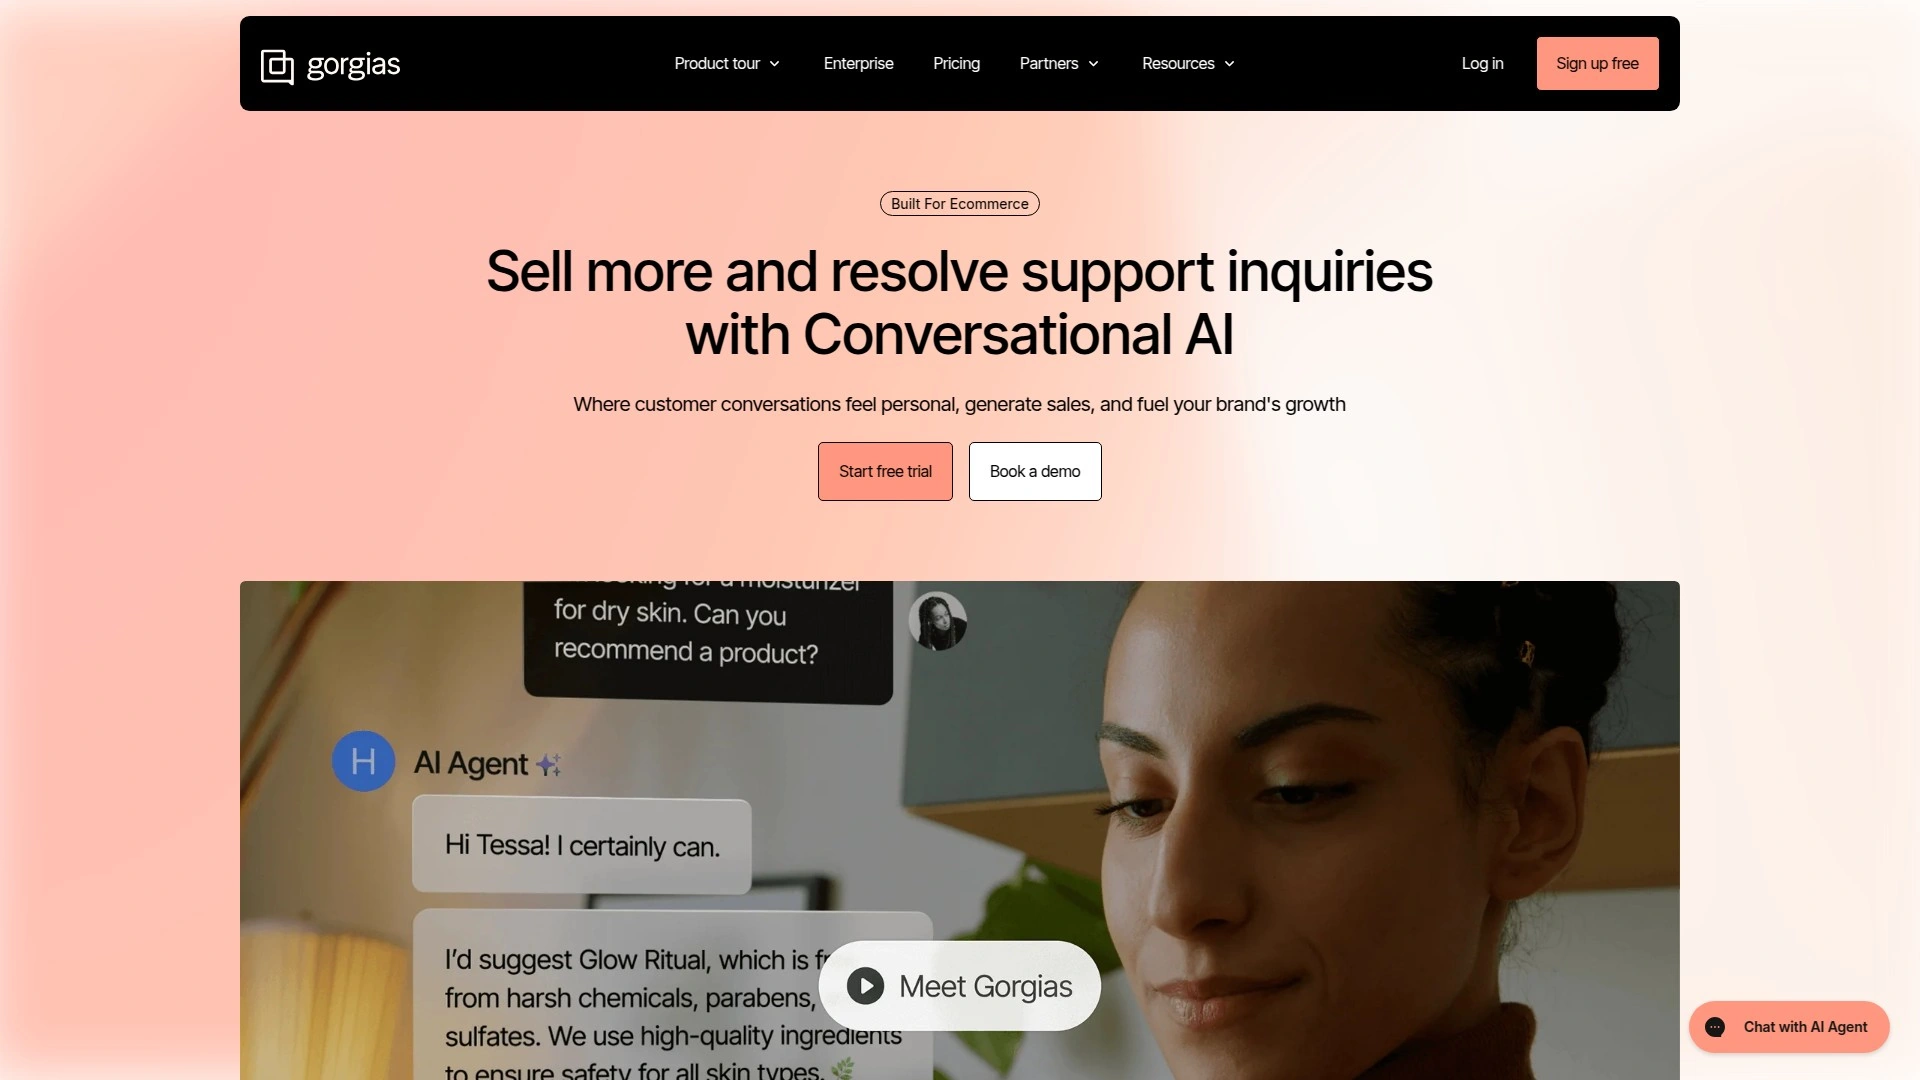 gorgias
Product tour
Enterprise
Pricing
Partners
Resources
Log in
Sign up free
Built For Ecommerce
Sell more and resolve support inquiries
with Conversational AI
Where customer conversations feel personal, generate sales, and fuel your brand's growth
Start free trial
Book a demo
for a moisturizer
for dry skin. Can you
recommend a product?
H
AI Agent
Hi Tessa! I certainly can.
I'd suggest Glow Ritual, which is
from harsh chemicals, parabens,
sulfates. We use high-quality ingredients
to ensure safety for all skin types.
Meet Gorgias
Chat with AI Agent